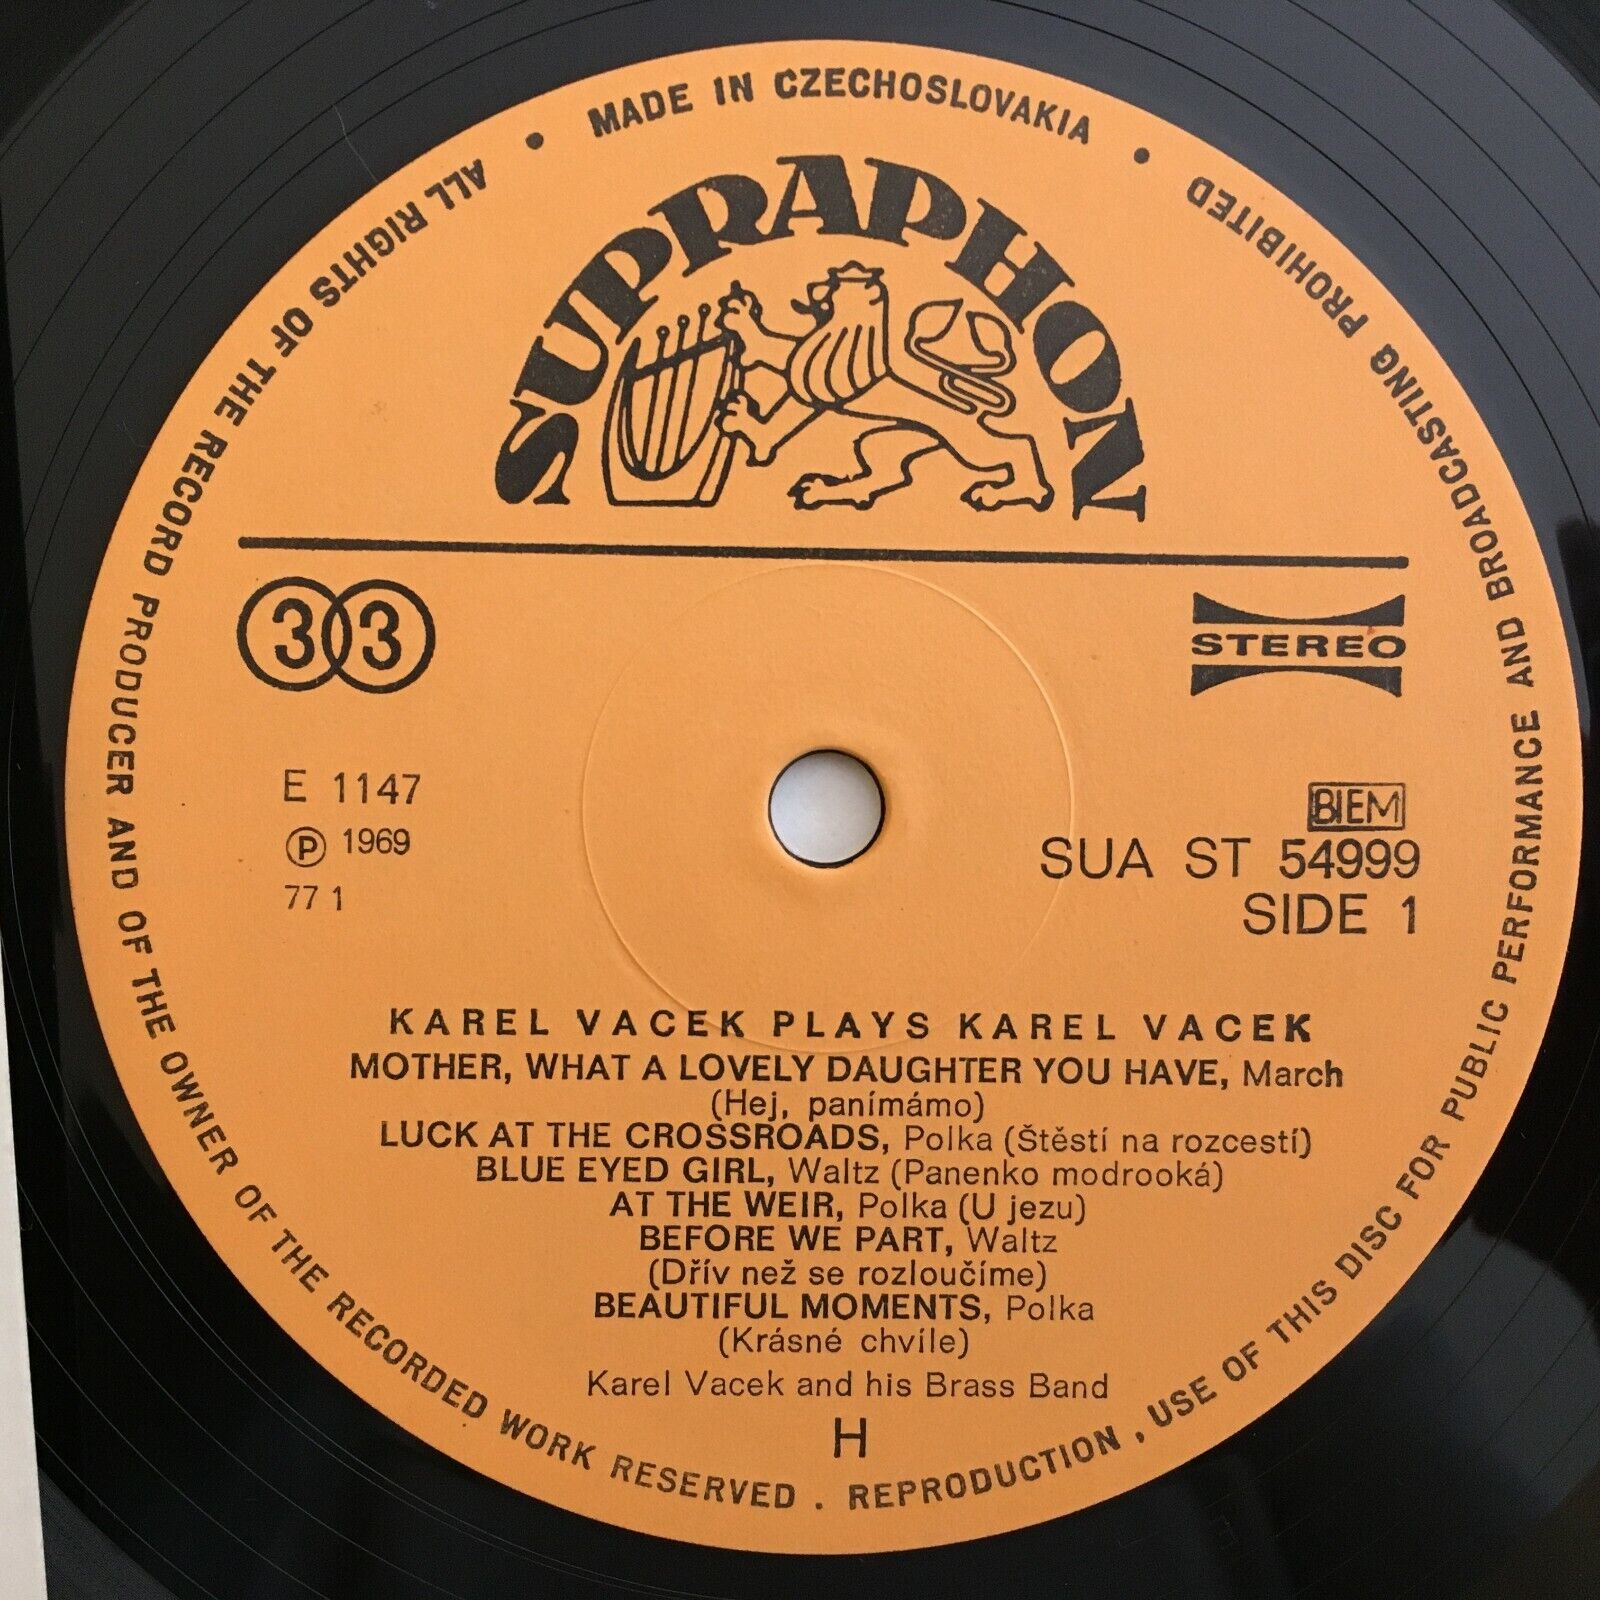 MADE IN CZECHOSLOVAKIA •
ALL RIGHTS OF THE RECORD PRODUCER AND OF THE OWNER OF THE RECORDED WORK RESERVED . REPRODUCTION , USE OF THIS DISC FOR PUBLIC PERFORMANCE AND BROADCASTING PROHIBITED •
SUPRAPHON
33
STEREO
E 1147
Ⓟ 1969
77 1
BIEM
SUA ST 54999
SIDE 1
KAREL VACEK PLAYS KAREL VACEK
MOTHER, WHAT A LOVELY DAUGHTER YOU HAVE, March
(Hej, panímámo)
LUCK AT THE CROSSROADS, Polka (Štěstí na rozcestí)
BLUE EYED GIRL, Waltz (Panenko modrooká)
AT THE WEIR, Polka (U jezu)
BEFORE WE PART, Waltz
(Dřív než se rozloučíme)
BEAUTIFUL MOMENTS, Polka
(Krásné chvíle)
Karel Vacek and his Brass Band
H